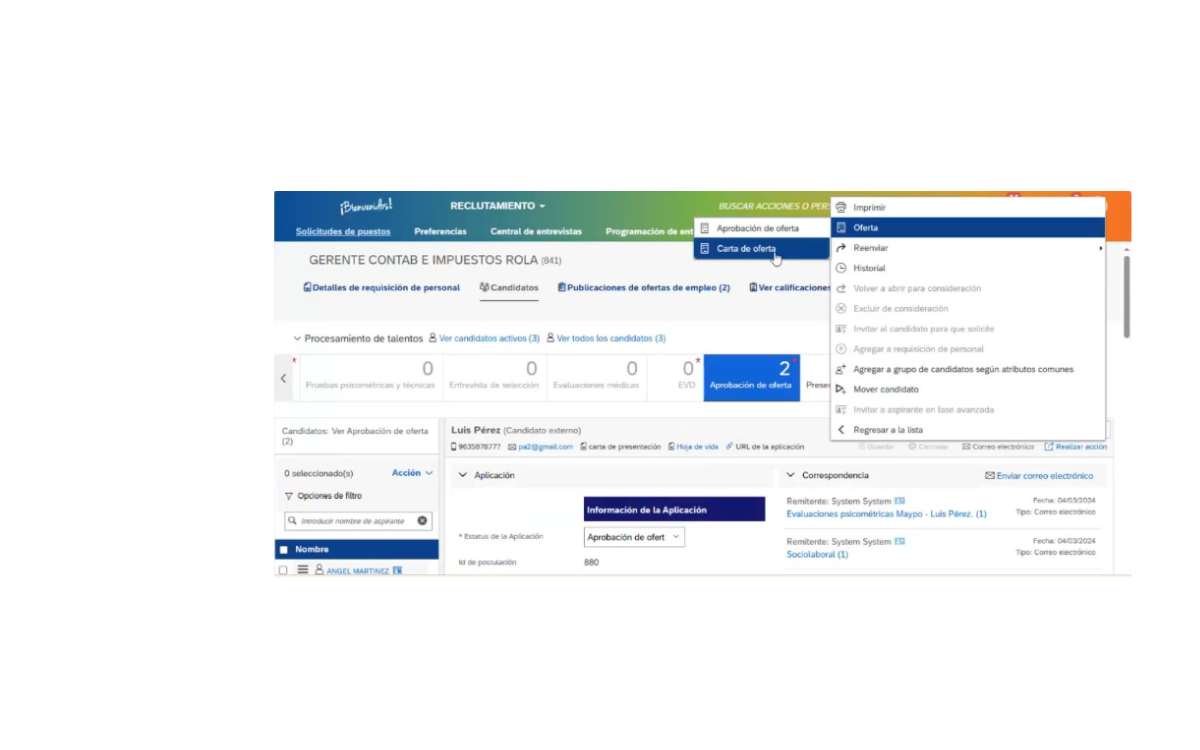 ¡Bienvenidos!
RECLUTAMIENTO
BUSCAR ACCIONES O PER
Solicitudes de puestos
Preferencias
Central de entrevistas
Programación de ent
Aprobación de oferta
Carta de oferta
Imprimir
Oferta
Reenviar
Historial
Volver a abrir para consideración
Excluir de consideración
Invitar al candidato para que solicite
Agregar a requisición de personal
Agregar a grupo de candidatos según atributos comunes
Mover candidato
Invitar a aspirante en fase avanzada
Regresar a la lista
GERENTE CONTAB E IMPUESTOS ROLA (841)
Detalles de requisición de personal
Candidatos
Publicaciones de ofertas de empleo (2)
Ver calificaciones
Procesamiento de talentos
Ver candidatos activos (3)
Ver todos los candidatos (3)
0
Pruebas psicométricas y técnicas
0
Entrevista de selección
0
Evaluaciones médicas
0*
EVD
2*
Aprobación de oferta
Preser
Candidatos: Ver Aprobación de oferta
(2)
0 seleccionado(s)
Acción
Opciones de filtro
Introducir nombre de aspirante
Nombre
ANGEL MARTINEZ
Luis Pérez (Candidato externo)
9635878777
pa2@gmail.com
carta de presentación
Hoja de vida
URL de la aplicación
Guardar
Cancelar
Correo electrónico
Realizar acción
Aplicación
Información de la Aplicación
* Estatus de la Aplicación
Aprobación de ofert
Id de postulación
880
Correspondencia
Enviar correo electrónico
Remitente: System System
Fecha: 04/03/2024
Evaluaciones psicométricas Maypo - Luis Pérez. (1)
Tipo: Correo electrónico
Remitente: System System
Fecha: 04/03/2024
Sociolaboral (1)
Tipo: Correo electrónico